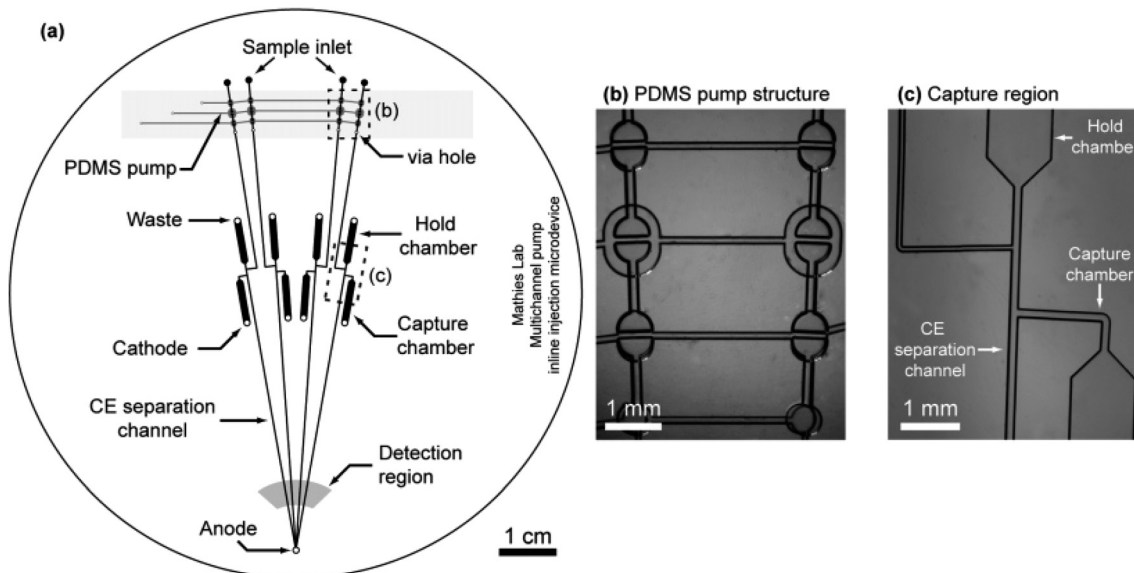 (a)
Sample inlet
(b)
PDMS pump
via hole
Waste
Hold
chamber
(c)
Cathode
Capture
chamber
CE separation
channel
Detection
region
Anode
1 cm
Mathies Lab
Multichannel pump
inline injection microdevice
(b) PDMS pump structure
1 mm
(c) Capture region
Hold
chamber
Capture
chamber
CE
separation
channel
1 mm